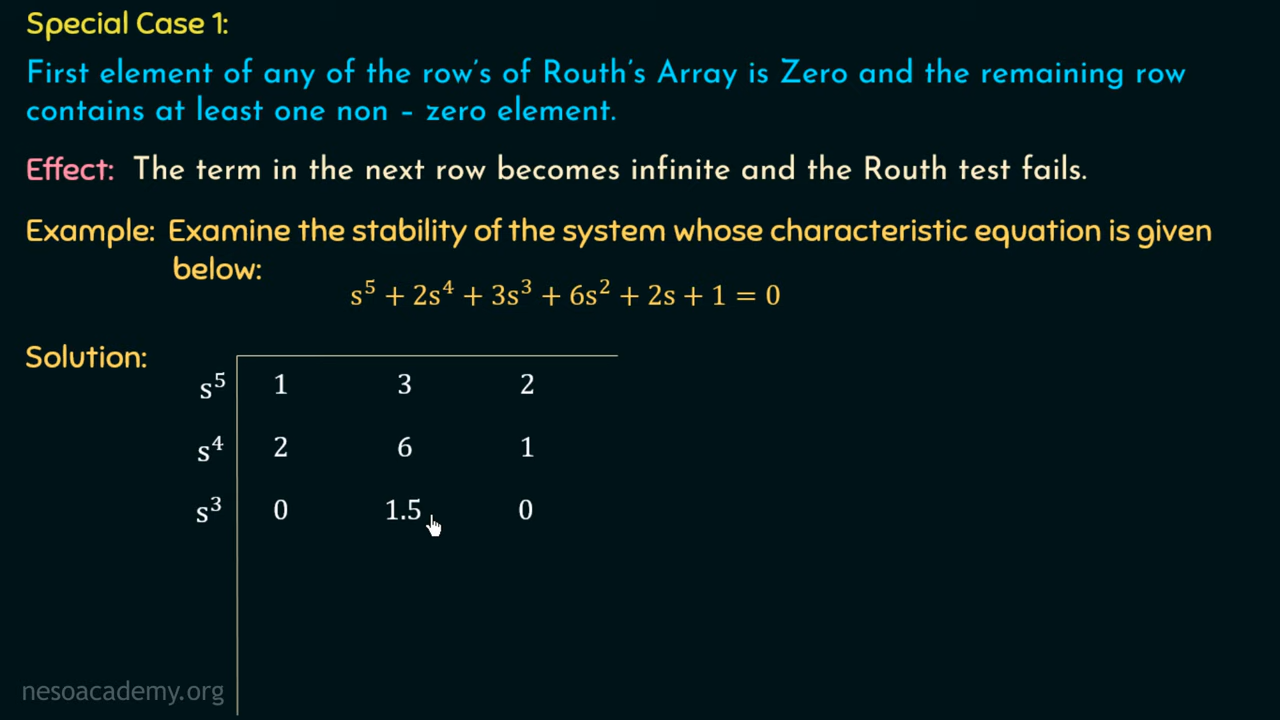 Special Case 1:
First element of any of the row's of Routh's Array is Zero and the remaining row
contains at least one non – zero element.
Effect: The term in the next row becomes infinite and the Routh test fails.
Example: Examine the stability of the system whose characteristic equation is given
below:
s⁵ + 2s⁴ + 3s³ + 6s² + 2s + 1 = 0
Solution:
s⁵ 1 3 2
s⁴ 2 6 1
s³ 0 1.5 0
nesoacademy.org